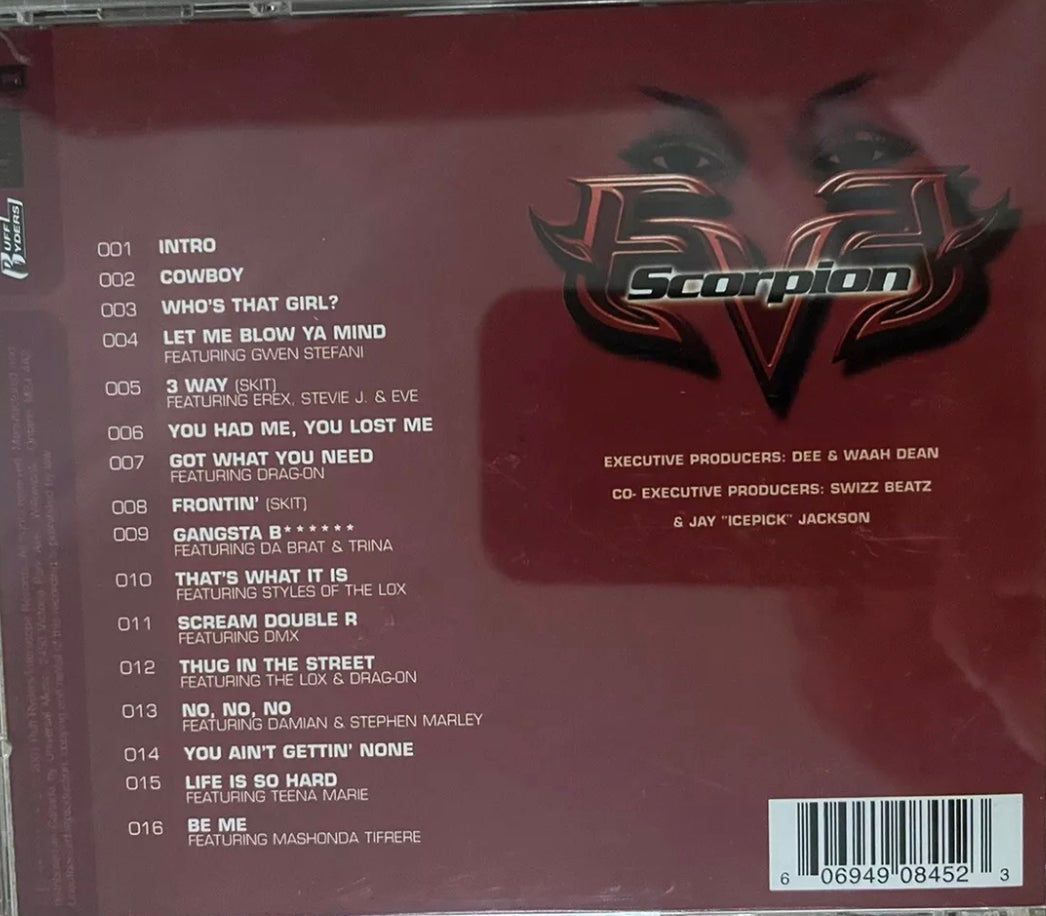 RUFF RYDERS
EVE
Scorpion
001 INTRO
002 COWBOY
003 WHO'S THAT GIRL?
004 LET ME BLOW YA MIND
FEATURING GWEN STEFANI
005 3 WAY (SKIT)
FEATURING EREX, STEVIE J. & EVE
006 YOU HAD ME, YOU LOST ME
007 GOT WHAT YOU NEED
FEATURING DRAG-ON
008 FRONTIN' (SKIT)
009 GANGSTA B******
FEATURING DA BRAT & TRINA
010 THAT'S WHAT IT IS
FEATURING STYLES OF THE LOX
011 SCREAM DOUBLE R
FEATURING DMX
012 THUG IN THE STREET
FEATURING THE LOX & DRAG-ON
013 NO, NO, NO
FEATURING DAMIAN & STEPHEN MARLEY
014 YOU AIN'T GETTIN' NONE
015 LIFE IS SO HARD
FEATURING TEENA MARIE
016 BE ME
FEATURING MASHONDA TIFRERE
EXECUTIVE PRODUCERS: DEE & WAAH DEAN
CO- EXECUTIVE PRODUCERS: SWIZZ BEATZ
& JAY "ICEPICK" JACKSON
6 06949 08452 3